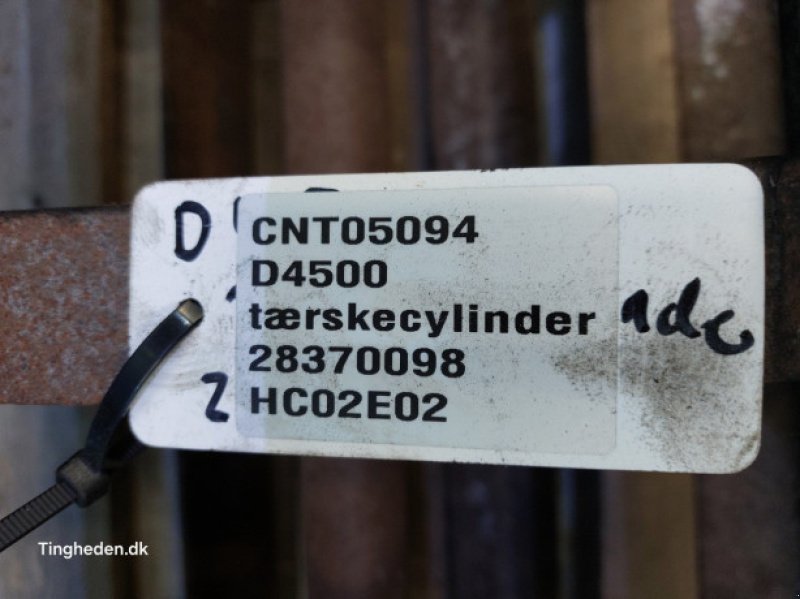 D
CNT05094
D4500
tærskecylinder
28370098
Z HC02E02
Tingheden.dk